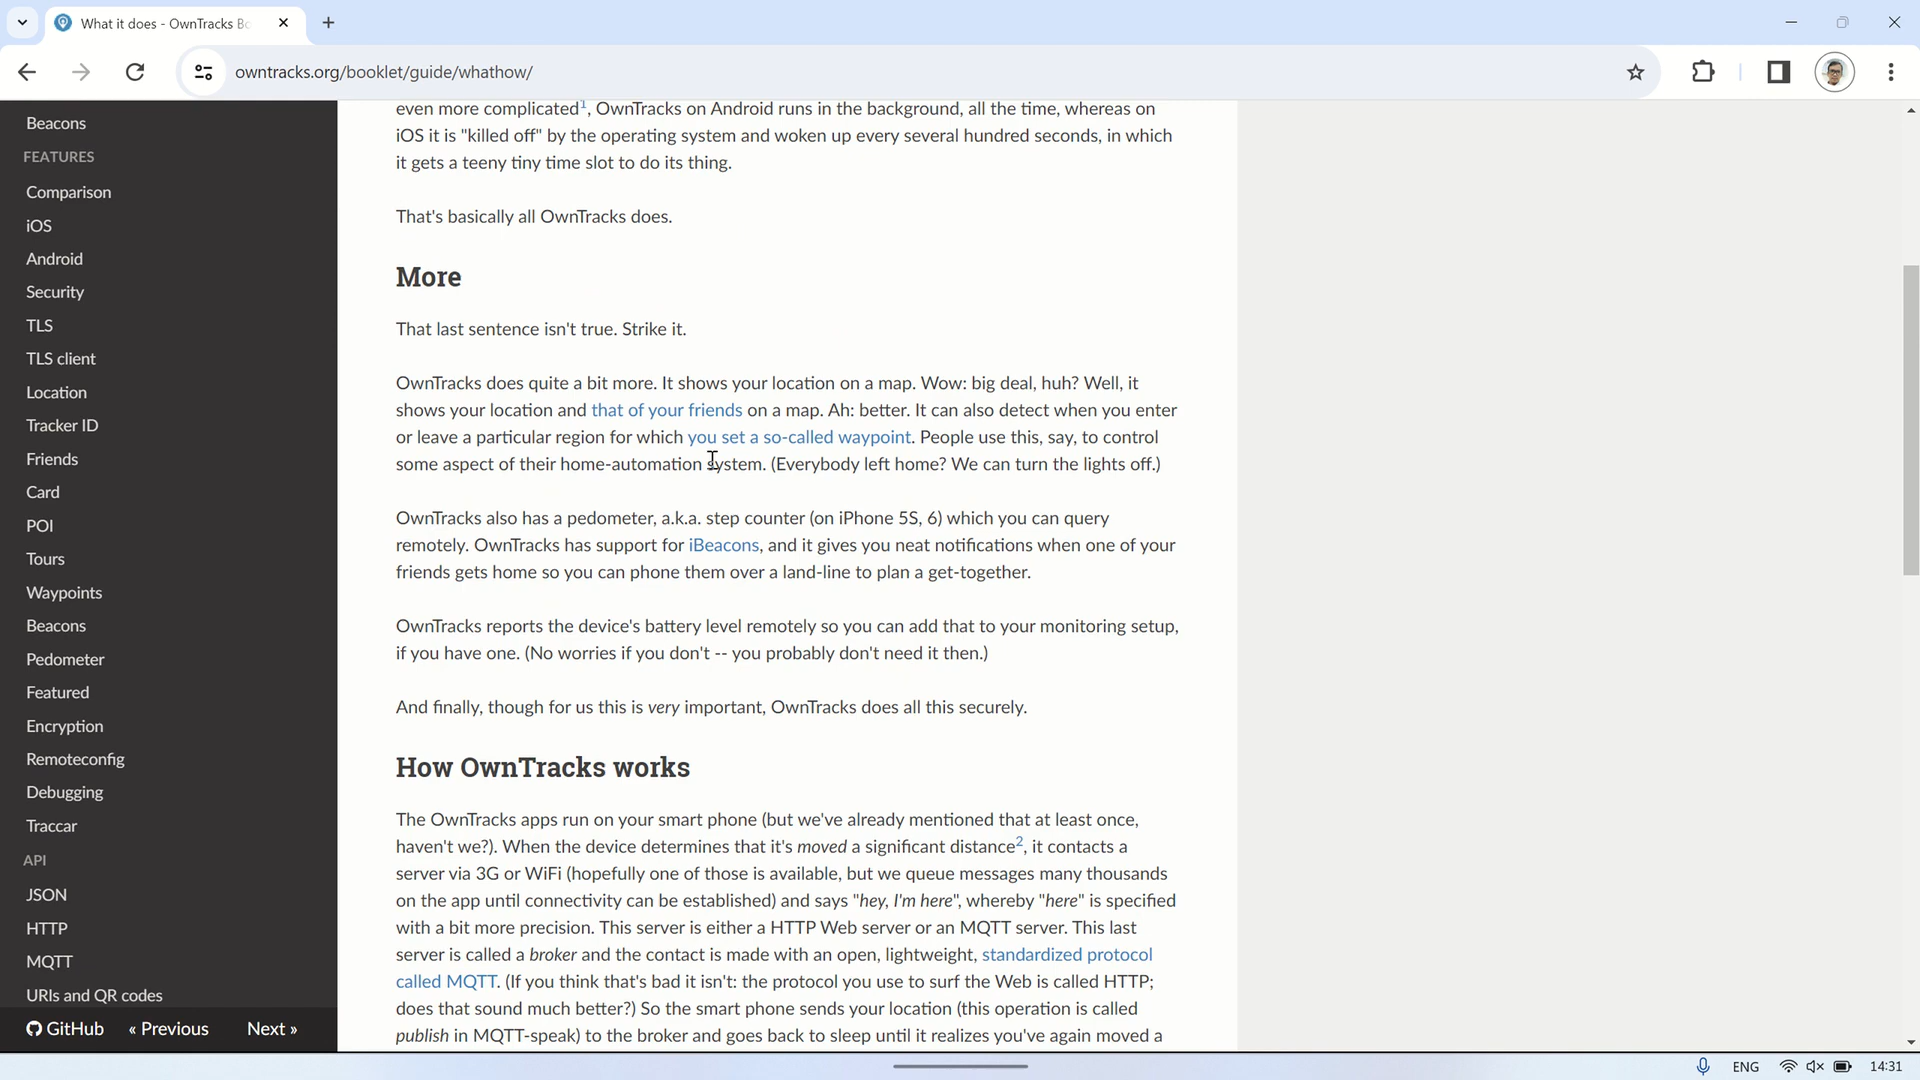 What it does - OwnTracks Bo
owntracks.org/booklet/guide/whathow/
Beacons
FEATURES
Comparison
iOS
Android
Security
TLS
TLS client
Location
Tracker ID
Friends
Card
POI
Tours
Waypoints
Beacons
Pedometer
Featured
Encryption
Remoteconfig
Debugging
Traccar
API
JSON
HTTP
MQTT
URIs and QR codes
GitHub « Previous Next »
even more complicated1, OwnTracks on Android runs in the background, all the time, whereas on
iOS it is "killed off" by the operating system and woken up every several hundred seconds, in which
it gets a teeny tiny time slot to do its thing.
That's basically all OwnTracks does.
More
That last sentence isn't true. Strike it.
OwnTracks does quite a bit more. It shows your location on a map. Wow: big deal, huh? Well, it
shows your location and that of your friends on a map. Ah: better. It can also detect when you enter
or leave a particular region for which you set a so-called waypoint. People use this, say, to control
some aspect of their home-automation system. (Everybody left home? We can turn the lights off.)
OwnTracks also has a pedometer, a.k.a. step counter (on iPhone 5S, 6) which you can query
remotely. OwnTracks has support for iBeacons, and it gives you neat notifications when one of your
friends gets home so you can phone them over a land-line to plan a get-together.
OwnTracks reports the device's battery level remotely so you can add that to your monitoring setup,
if you have one. (No worries if you don't -- you probably don't need it then.)
And finally, though for us this is very important, OwnTracks does all this securely.
How OwnTracks works
The OwnTracks apps run on your smart phone (but we've already mentioned that at least once,
haven't we?). When the device determines that it's moved a significant distance2, it contacts a
server via 3G or WiFi (hopefully one of those is available, but we queue messages many thousands
on the app until connectivity can be established) and says "hey, I'm here", whereby "here" is specified
with a bit more precision. This server is either a HTTP Web server or an MQTT server. This last
server is called a broker and the contact is made with an open, lightweight, standardized protocol
called MQTT. (If you think that's bad it isn't: the protocol you use to surf the Web is called HTTP;
does that sound much better?) So the smart phone sends your location (this operation is called
publish in MQTT-speak) to the broker and goes back to sleep until it realizes you've again moved a
ENG 14:31